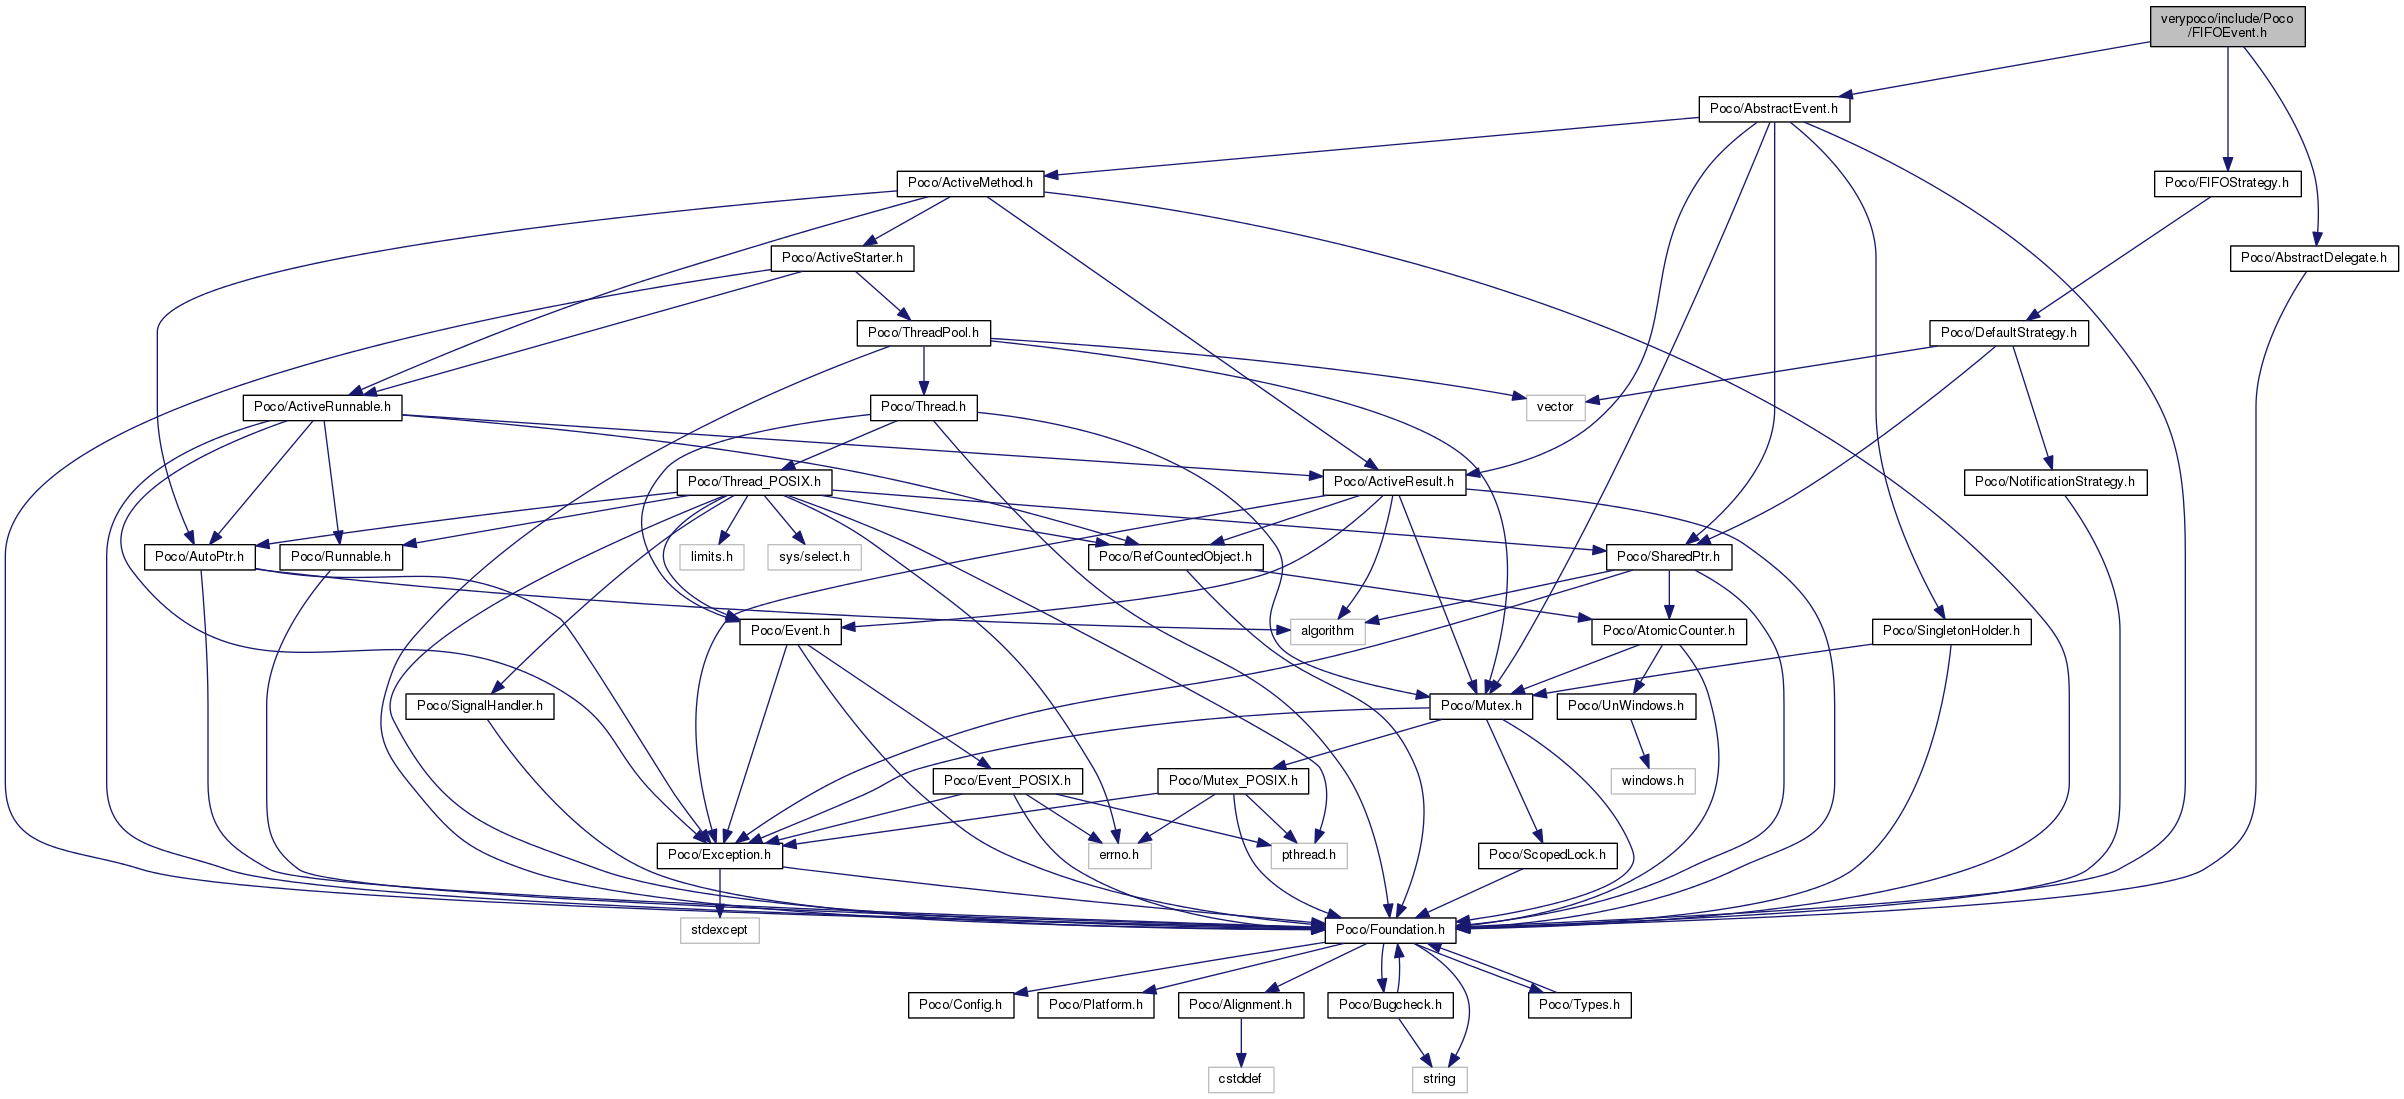 verypoco/include/Poco
/FIFOEvent.h
Poco/AbstractEvent.h
Poco/ActiveMethod.h
Poco/FIFOStrategy.h
Poco/ActiveStarter.h
Poco/AbstractDelegate.h
Poco/ThreadPool.h
Poco/DefaultStrategy.h
Poco/ActiveRunnable.h
Poco/Thread.h
vector
Poco/Thread_POSIX.h
Poco/ActiveResult.h
Poco/NotificationStrategy.h
Poco/AutoPtr.h
Poco/Runnable.h
limits.h
sys/select.h
Poco/RefCountedObject.h
Poco/SharedPtr.h
Poco/Event.h
algorithm
Poco/AtomicCounter.h
Poco/SingletonHolder.h
Poco/SignalHandler.h
Poco/Mutex.h
Poco/UnWindows.h
Poco/Event_POSIX.h
Poco/Mutex_POSIX.h
windows.h
Poco/Exception.h
errno.h
pthread.h
Poco/ScopedLock.h
stdexcept
Poco/Foundation.h
Poco/Config.h
Poco/Platform.h
Poco/Alignment.h
Poco/Bugcheck.h
Poco/Types.h
cstddef
string